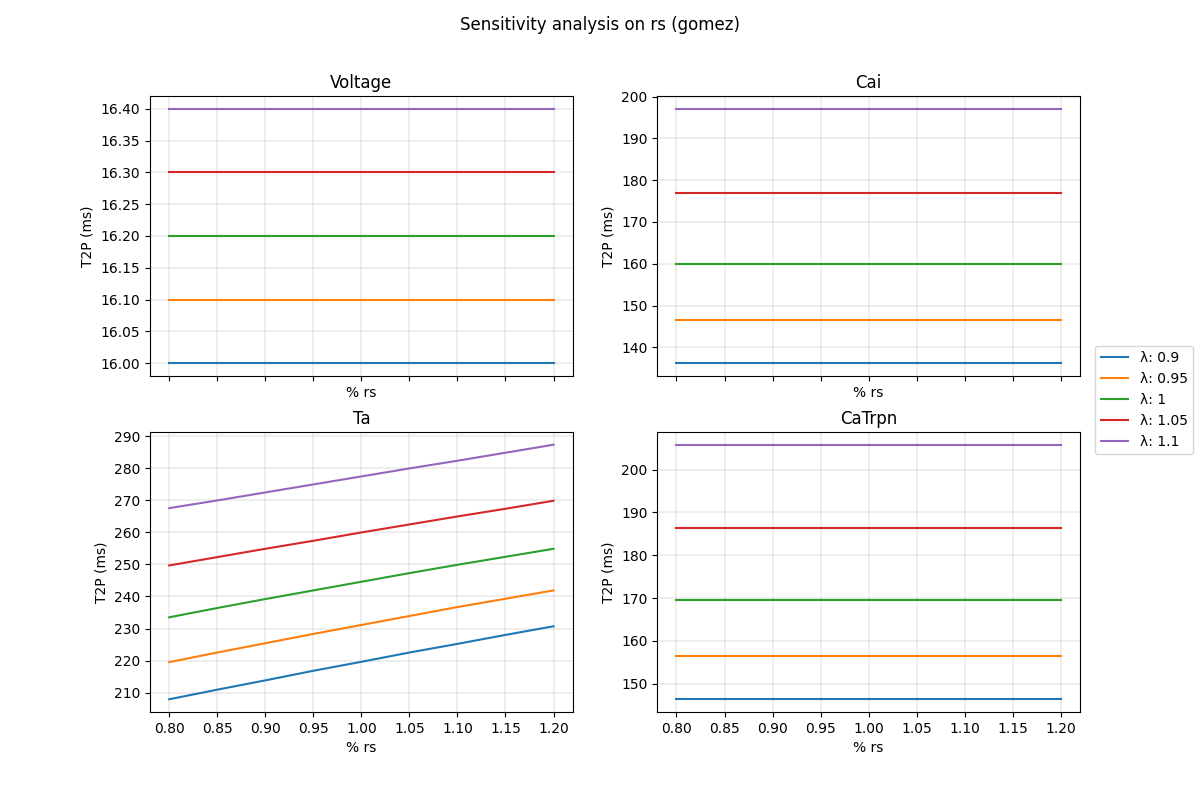 Sensitivity analysis on rs (gomez)
Voltage
T2P (ms)
16.40
16.35
16.30
16.25
16.20
16.15
16.10
16.05
16.00
% rs
Cai
T2P (ms)
200
190
180
170
160
150
140
% rs
Ta
T2P (ms)
290
280
270
260
250
240
230
220
210
0.80 0.85 0.90 0.95 1.00 1.05 1.10 1.15 1.20
% rs
CaTrpn
T2P (ms)
200
190
180
170
160
150
0.80 0.85 0.90 0.95 1.00 1.05 1.10 1.15 1.20
% rs
λ: 0.9
λ: 0.95
λ: 1
λ: 1.05
λ: 1.1